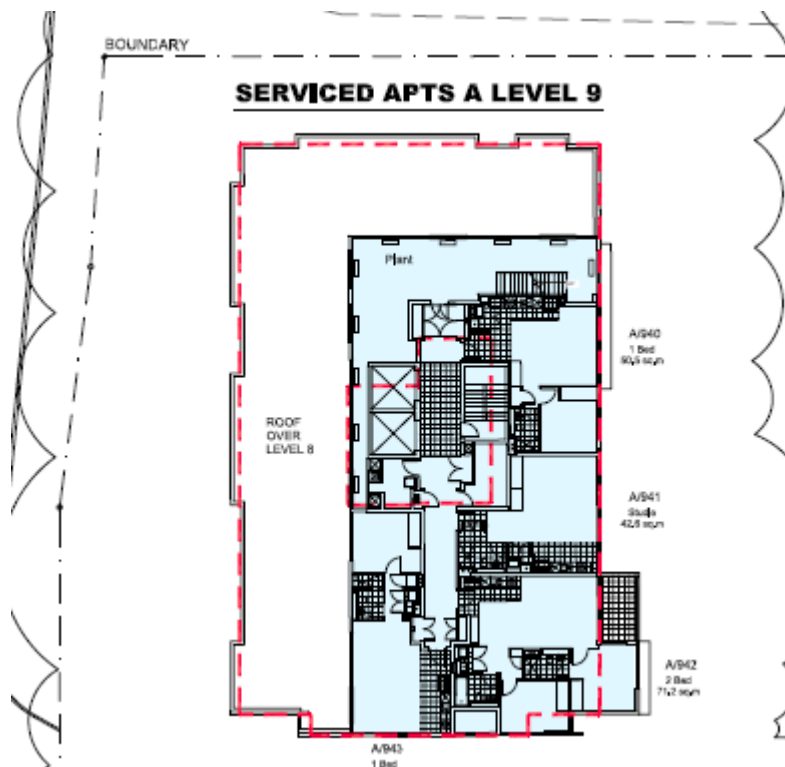 BOUNDARY
SERVICED APTS A LEVEL 9
Plant
A/940
1 Bed
50,5 sq,m
ROOF
OVER
LEVEL 8
A/941
Studio
42,6 sq,m
A/942
2 Bed
71,2 sq,m
A/943
1 Bed